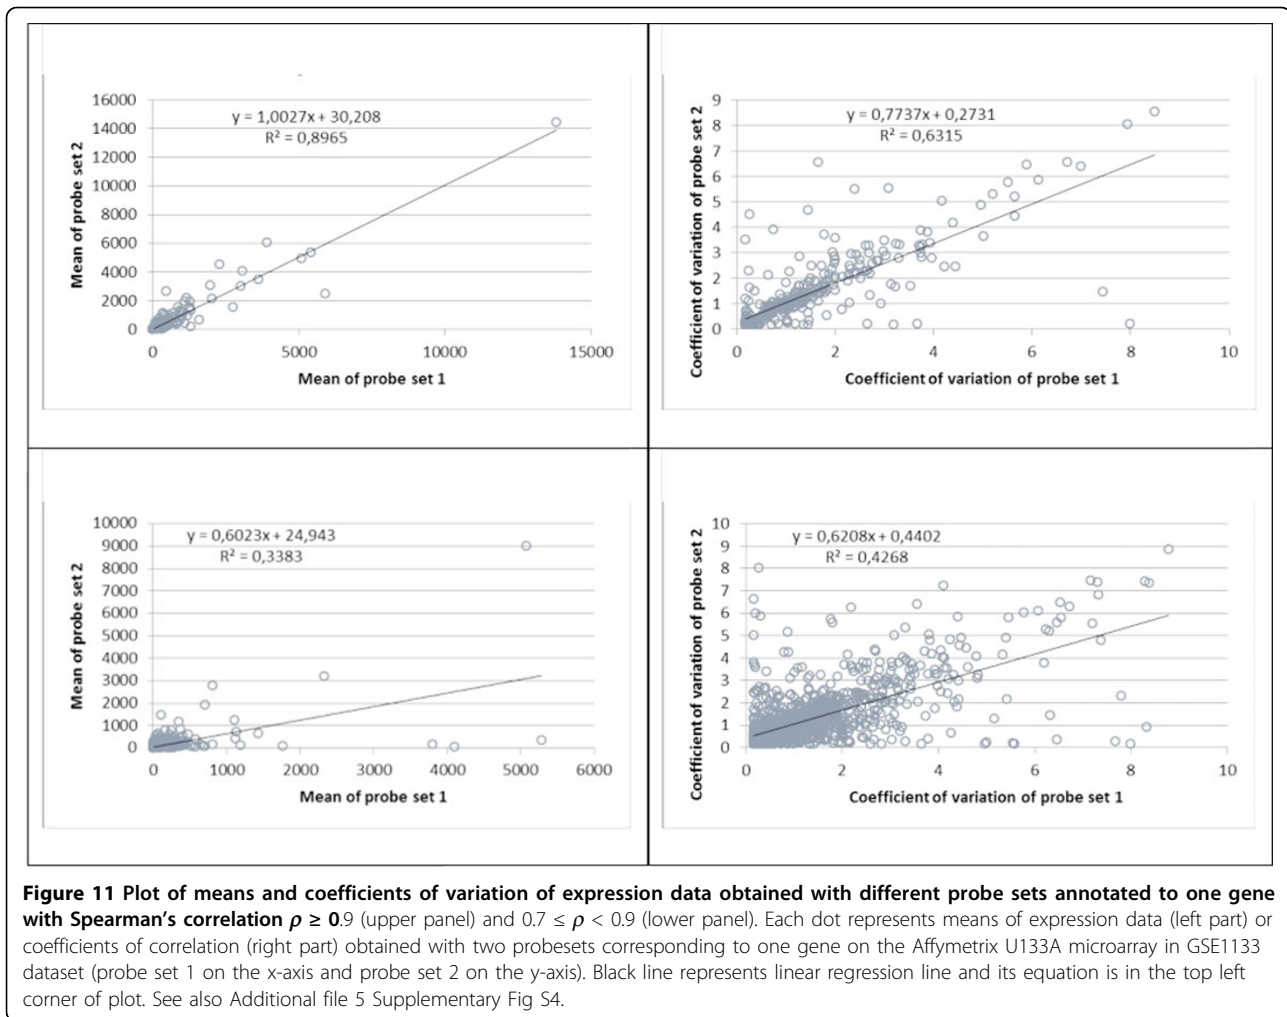 y = 1,0027x + 30,208
R² = 0,8965
Mean of probe set 2
16000
14000
12000
10000
8000
6000
4000
2000
0
0 5000 10000 15000
Mean of probe set 1
y = 0,7737x + 0,2731
R² = 0,6315
Coefficient of variation of probe set 2
9
8
7
6
5
4
3
2
1
0
0 2 4 6 8 10
Coefficient of variation of probe set 1
y = 0,6023x + 24,943
R² = 0,3383
Mean of probe set 2
10000
9000
8000
7000
6000
5000
4000
3000
2000
1000
0
0 1000 2000 3000 4000 5000 6000
Mean of probe set 1
y = 0,6208x + 0,4402
R² = 0,4268
Coefficient of variation of probe set 2
10
9
8
7
6
5
4
3
2
1
0
0 2 4 6 8 10
Coefficient of variation of probe set 1
Figure 11 Plot of means and coefficients of variation of expression data obtained with different probe sets annotated to one gene
with Spearman's correlation ρ ≥ 0.9 (upper panel) and 0.7 ≤ ρ < 0.9 (lower panel). Each dot represents means of expression data (left part) or
coefficients of correlation (right part) obtained with two probesets corresponding to one gene on the Affymetrix U133A microarray in GSE1133
dataset (probe set 1 on the x-axis and probe set 2 on the y-axis). Black line represents linear regression line and its equation is in the top left
corner of plot. See also Additional file 5 Supplementary Fig S4.